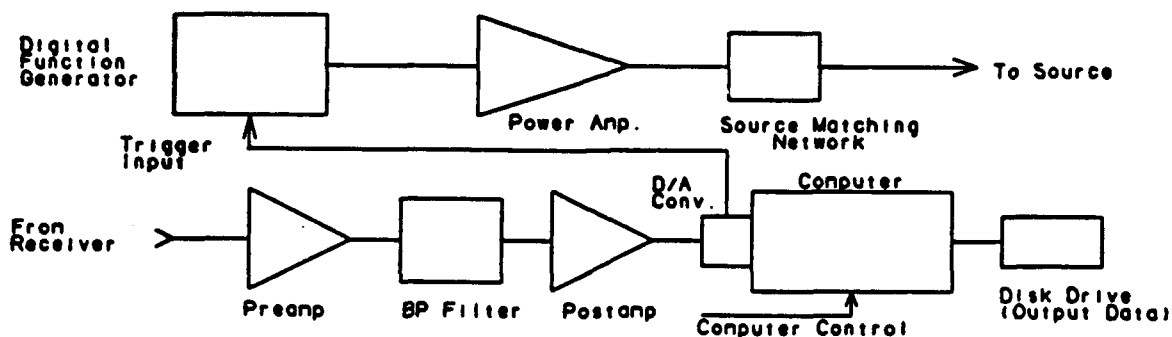 Digital
Function
Generator
To Source
Power Amp.
Source Matching
Network
Trigger
Input
D/A
Conv.
Computer
From
Receiver
Preamp
BP Filter
Postamp
Computer Control
Disk Drive
(Output Data)